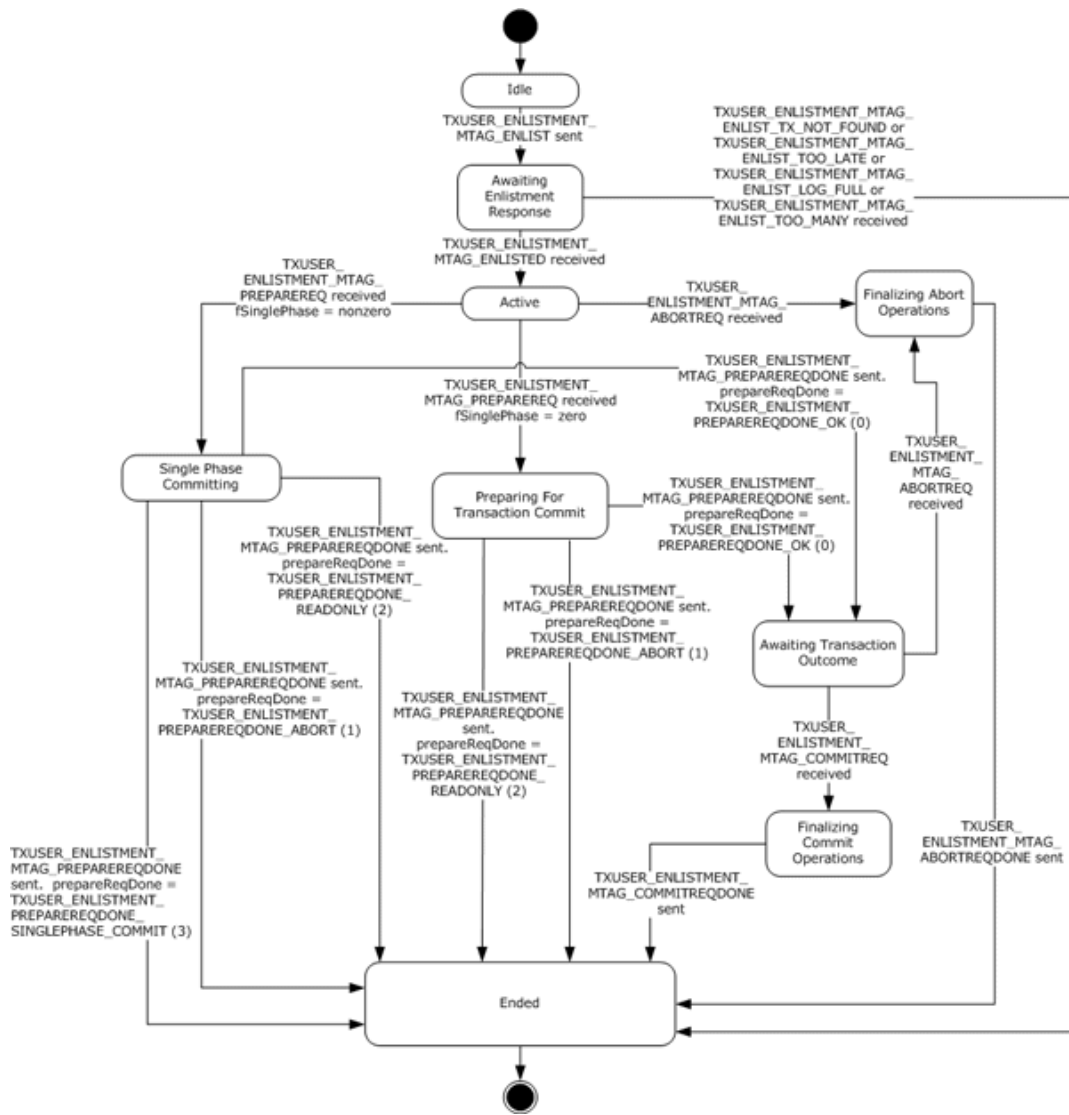 Idle
TXUSER_ENLISTMENT_
MTAG_ENLIST sent
TXUSER_ENLISTMENT_MTAG_
ENLIST_TX_NOT_FOUND or
TXUSER_ENLISTMENT_MTAG_
ENLIST_TOO_LATE or
TXUSER_ENLISTMENT_MTAG_
ENLIST_LOG_FULL or
TXUSER_ENLISTMENT_MTAG_
ENLIST_TOO_MANY received
Awaiting
Enlistment
Response
TXUSER_ENLISTMENT_
MTAG_ENLISTED received
TXUSER_
ENLISTMENT_MTAG_
PREPAREREQ received
fSinglePhase = nonzero
Active
TXUSER_
ENLISTMENT_MTAG_
ABORTREQ received
Finalizing Abort
Operations
TXUSER_ENLISTMENT_
MTAG_PREPAREREQ received
fSinglePhase = zero
TXUSER_ENLISTMENT_
MTAG_PREPAREREQDONE sent.
prepareReqDone =
TXUSER_ENLISTMENT_
PREPAREREQDONE_OK (0)
TXUSER_
ENLISTMENT_
MTAG_
ABORTREQ
received
Single Phase
Committing
Preparing For
Transaction Commit
TXUSER_ENLISTMENT_
MTAG_PREPAREREQDONE sent.
prepareReqDone =
TXUSER_ENLISTMENT_
PREPAREREQDONE_OK (0)
TXUSER_ENLISTMENT_
MTAG_PREPAREREQDONE sent.
prepareReqDone =
TXUSER_ENLISTMENT_
PREPAREREQDONE_
READONLY (2)
TXUSER_ENLISTMENT_
MTAG_PREPAREREQDONE sent.
prepareReqDone =
TXUSER_ENLISTMENT_
PREPAREREQDONE_ABORT (1)
Awaiting Transaction
Outcome
TXUSER_ENLISTMENT_
MTAG_PREPAREREQDONE sent.
prepareReqDone =
TXUSER_ENLISTMENT_
PREPAREREQDONE_ABORT (1)
TXUSER_ENLISTMENT_
MTAG_PREPAREREQDONE
sent.
prepareReqDone =
TXUSER_ENLISTMENT_
PREPAREREQDONE_
READONLY (2)
TXUSER_
ENLISTMENT_
MTAG_COMMITREQ
received
Finalizing
Commit
Operations
TXUSER_
ENLISTMENT_MTAG_
ABORTREQDONE sent
TXUSER_ENLISTMENT_
MTAG_PREPAREREQDONE
sent. prepareReqDone =
TXUSER_ENLISTMENT_
PREPAREREQDONE_
SINGLEPHASE_COMMIT (3)
TXUSER_ENLISTMENT_
MTAG_COMMITREQDONE
sent
Ended